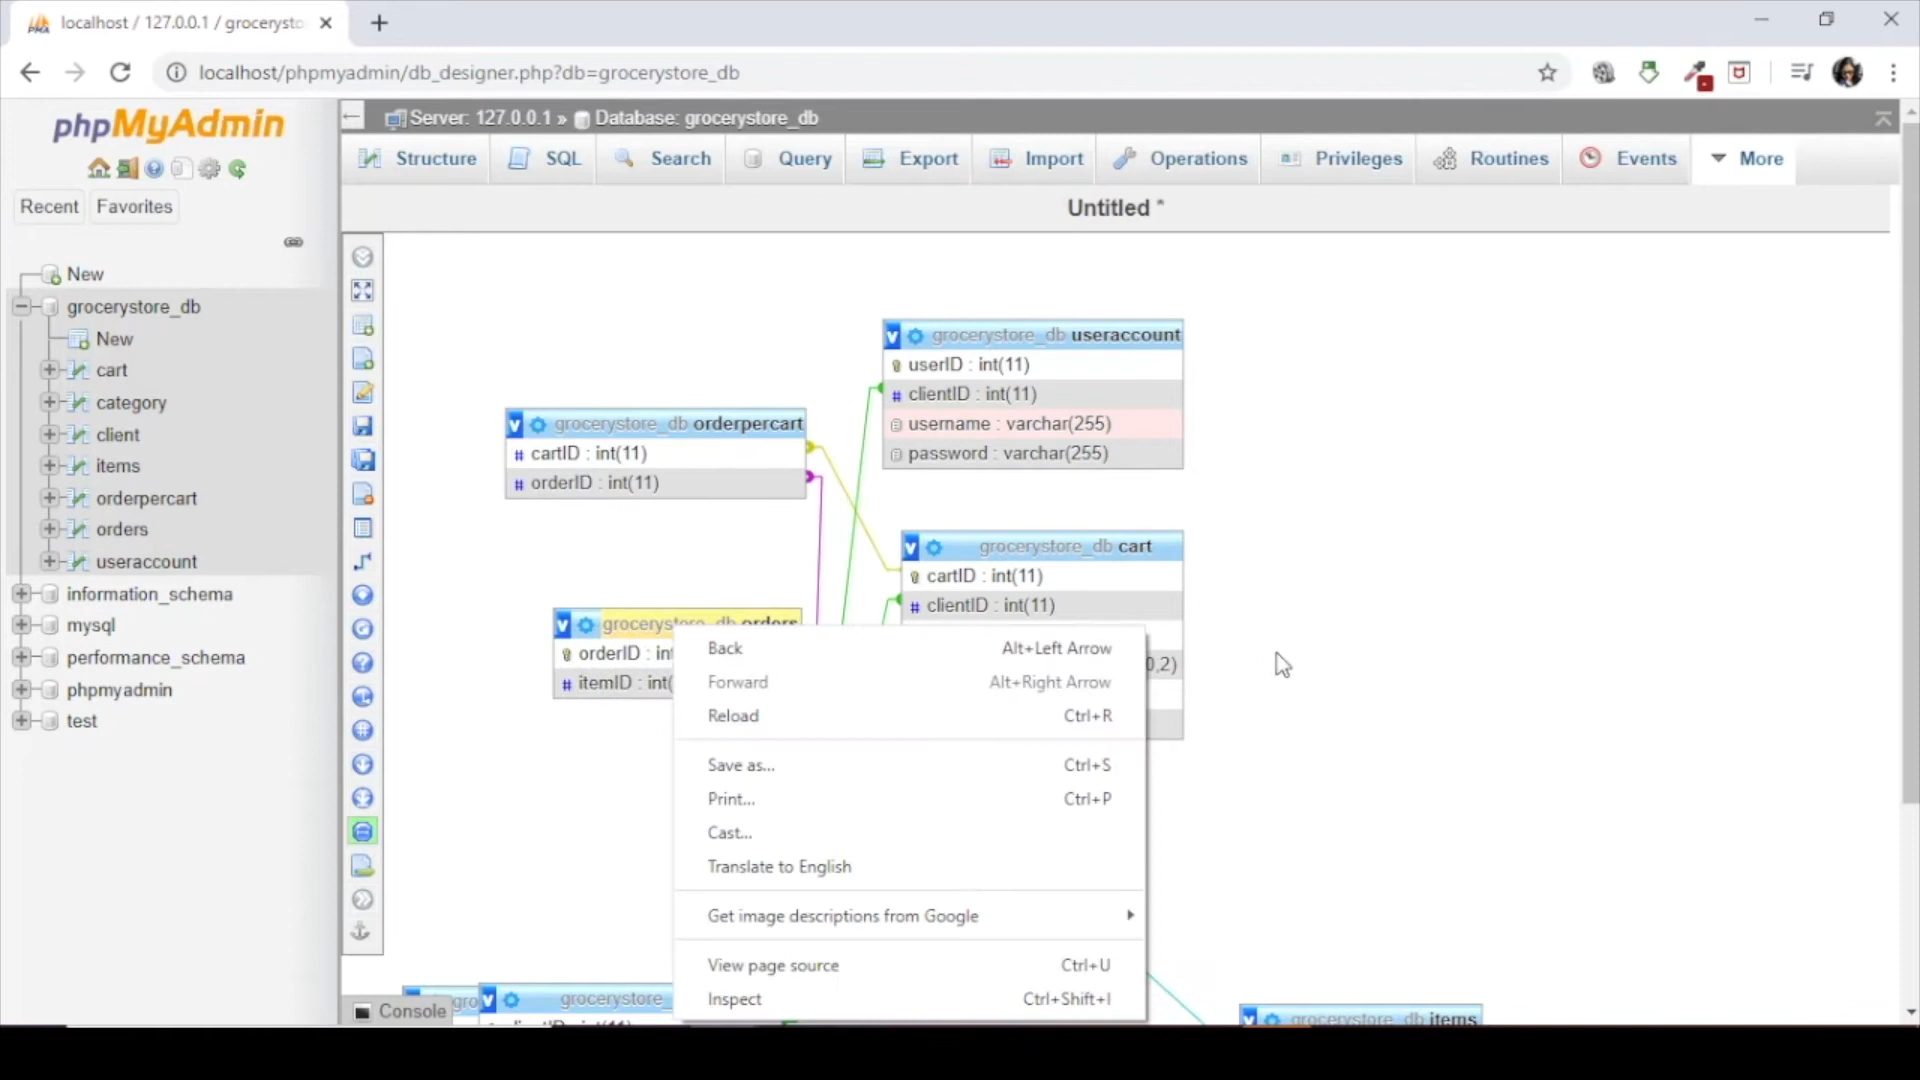 localhost / 127.0.0.1 / grocerysto
localhost/phpmyadmin/db_designer.php?db=grocerystore_db
phpMyAdmin
Recent
Favorites
New
grocerystore_db
New
cart
category
client
items
orderpercart
orders
useraccount
information_schema
mysql
performance_schema
phpmyadmin
test
Server: 127.0.0.1 » Database: grocerystore_db
Structure
SQL
Search
Query
Export
Import
Operations
Privileges
Routines
Events
More
Untitled *
grocerystore_db useraccount
userID : int(11)
clientID : int(11)
username : varchar(255)
password : varchar(255)
grocerystore_db orderpercart
cartID : int(11)
orderID : int(11)
grocerystore_db cart
cartID : int(11)
clientID : int(11)
0,2)
grocerystore_db orders
orderID : int
itemID : int(
Back Alt+Left Arrow
Forward Alt+Right Arrow
Reload Ctrl+R
Save as... Ctrl+S
Print... Ctrl+P
Cast...
Translate to English
Get image descriptions from Google
View page source Ctrl+U
Inspect Ctrl+Shift+I
gro
grocerystore_
Console
grocerystore_db items